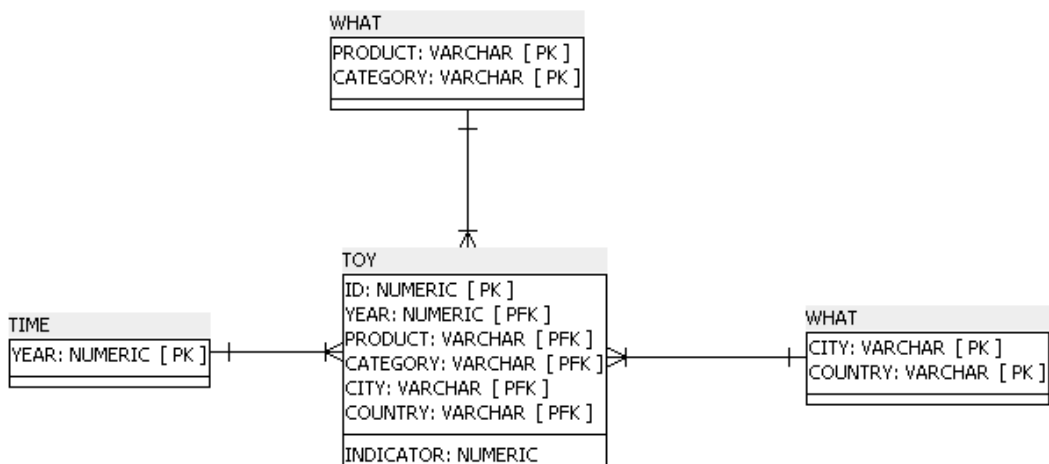 WHAT
PRODUCT: VARCHAR [ PK ]
CATEGORY: VARCHAR [ PK ]
TOY
ID: NUMERIC [ PK ]
YEAR: NUMERIC [ PFK ]
PRODUCT: VARCHAR [ PFK ]
CATEGORY: VARCHAR [ PFK ]
CITY: VARCHAR [ PFK ]
COUNTRY: VARCHAR [ PFK ]
INDICATOR: NUMERIC
TIME
YEAR: NUMERIC [ PK ]
WHAT
CITY: VARCHAR [ PK ]
COUNTRY: VARCHAR [ PK ]